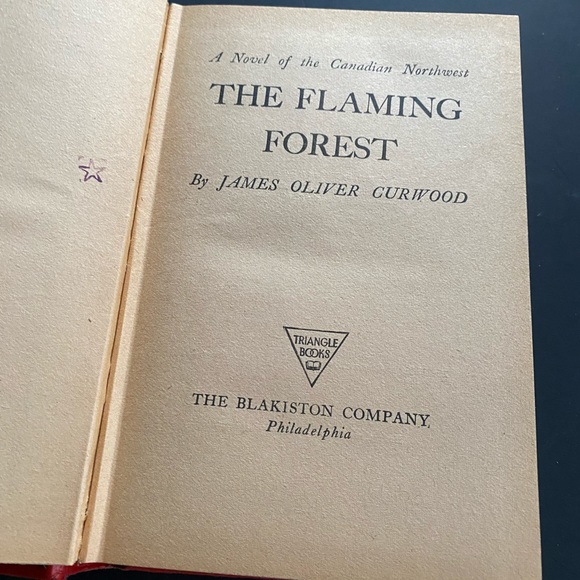 A Novel of the Canadian Northwest
THE FLAMING
FOREST
By JAMES OLIVER CURWOOD
TRIANGLE
BOOKS
THE BLAKISTON COMPANY,
Philadelphia